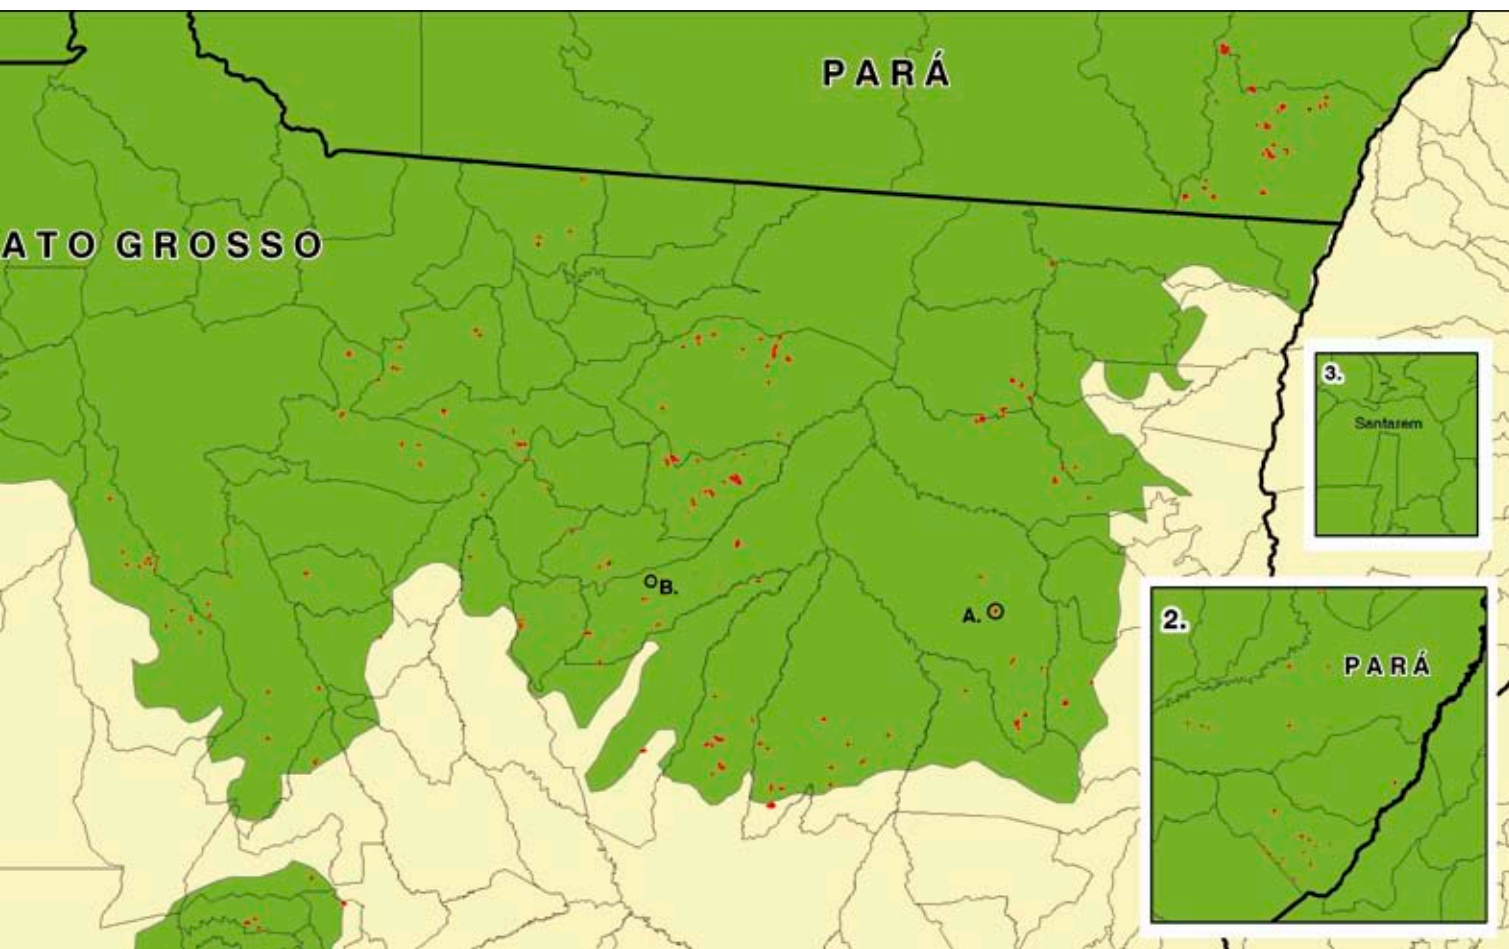 PARÁ
ATO GROSSO
3.
Santarem
B.
A.
2.
PARÁ